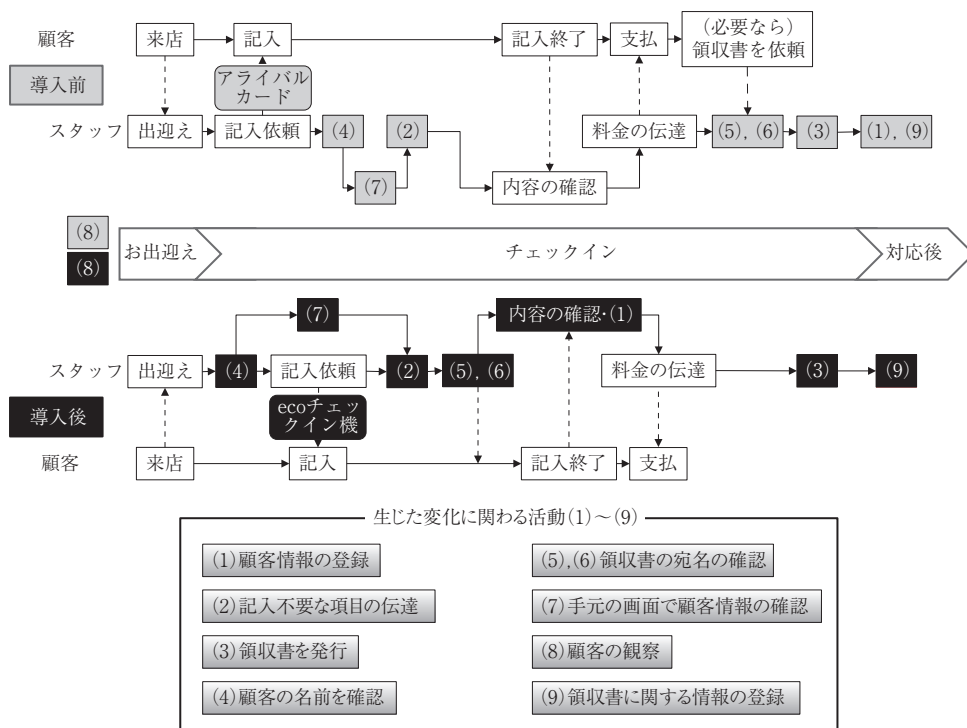 顧客
来店
記入
記入終了
支払
(必要なら)
領収書を依頼
導入前
アライバル
カード
スタッフ
出迎え
記入依頼
(4)
(7)
(2)
内容の確認
料金の伝達
(5), (6)
(3)
(1), (9)
(8)
(8)
お出迎え
チェックイン
対応後
スタッフ
出迎え
(4)
(7)
記入依頼
(2)
(5), (6)
内容の確認・(1)
料金の伝達
(3)
(9)
導入後
ecoチェッ
クイン機
顧客
来店
記入
記入終了
支払
生じた変化に関わる活動(1)〜(9)
(1)顧客情報の登録
(5),(6)領収書の宛名の確認
(2)記入不要な項目の伝達
(7)手元の画面で顧客情報の確認
(3)領収書を発行
(8)顧客の観察
(4)顧客の名前を確認
(9)領収書に関する情報の登録